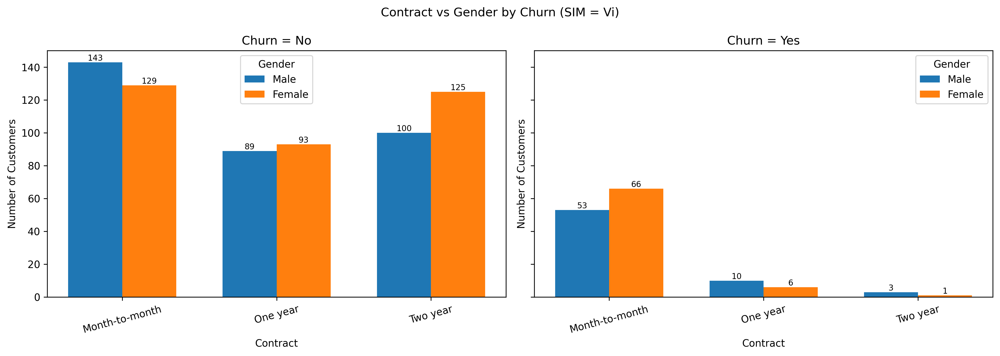 Contract vs Gender by Churn (SIM = Vi)
Churn = No
Number of Customers
140
120
100
80
60
40
20
0
143
129
89
93
100
125
Gender
Male
Female
Month-to-month
One year
Two year
Contract
Churn = Yes
Number of Customers
53
66
10
6
3
1
Gender
Male
Female
Month-to-month
One year
Two year
Contract